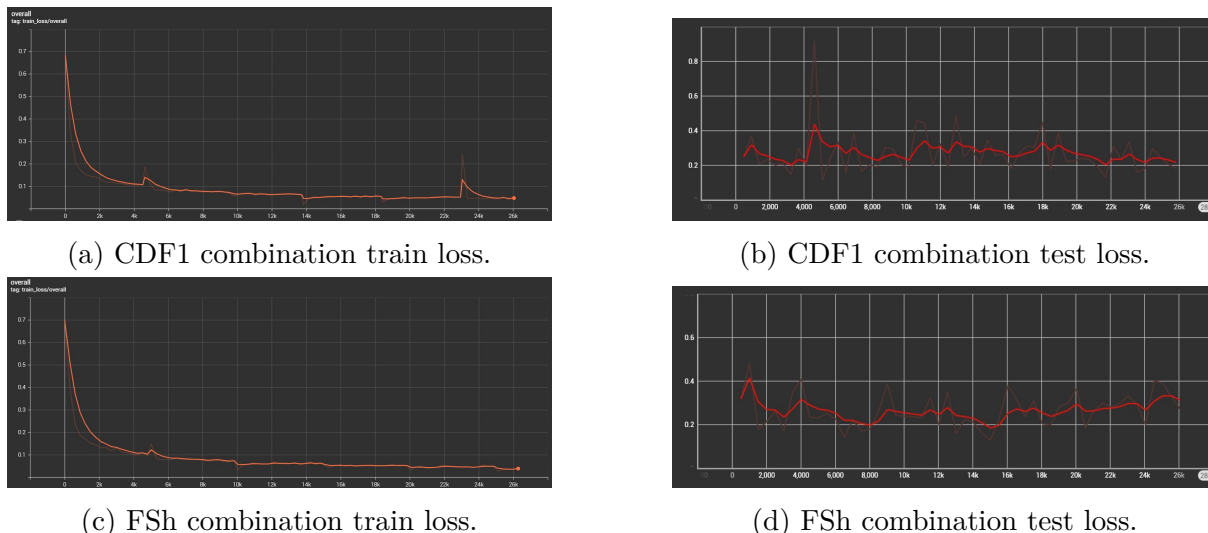 overall
tag: train_loss/overall
0.7
0.6
0.5
0.4
0.3
0.2
0.1
0 2k 4k 6k 8k 10k 12k 14k 16k 18k 20k 22k 24k 26k
0.8
0.6
0.4
0.2
0 2,000 4,000 6,000 8,000 10k 12k 14k 16k 18k 20k 22k 24k 26k
(a) CDF1 combination train loss.
(b) CDF1 combination test loss.
overall
tag: train_loss/overall
0.7
0.6
0.5
0.4
0.3
0.2
0.1
0 2k 4k 6k 8k 10k 12k 14k 16k 18k 20k 22k 24k 26k
0.6
0.4
0.2
0 2,000 4,000 6,000 8,000 10k 12k 14k 16k 18k 20k 22k 24k 26k
(c) FSh combination train loss.
(d) FSh combination test loss.